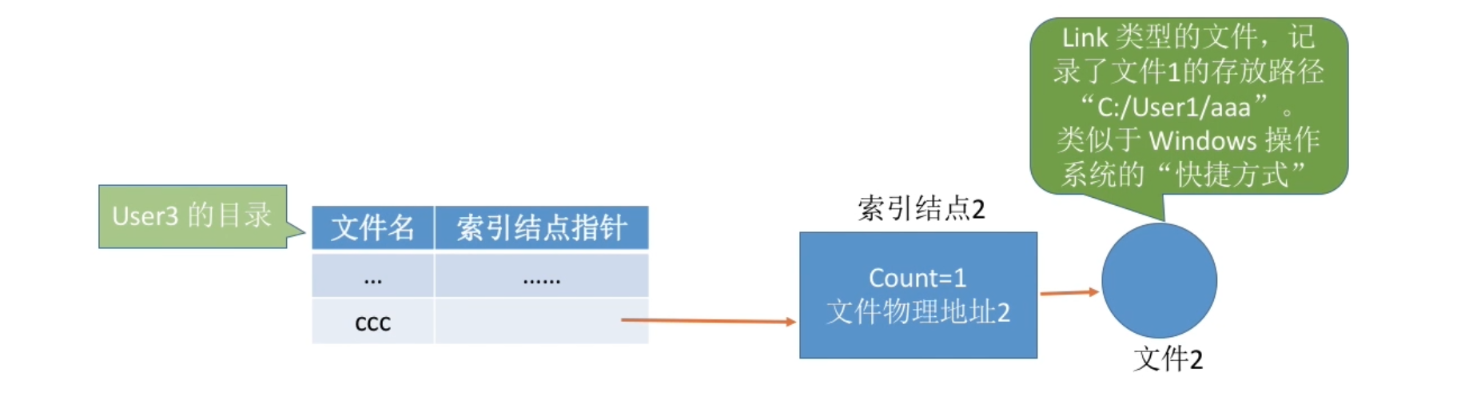 Link 类型的文件，记
录了文件1的存放路径
“C:/User1/aaa”。
类似于 Windows 操作
系统的“快捷方式”
User3 的目录
文件名 索引结点指针
... ......
ccc
索引结点2
Count=1
文件物理地址2
文件2